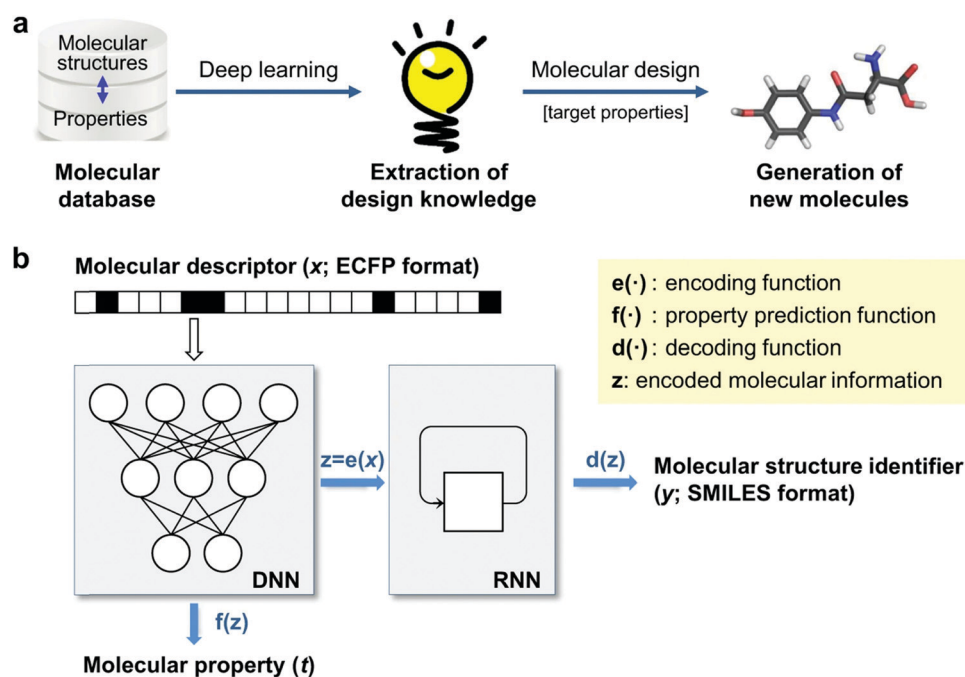 a
Molecular
structures
Properties
Deep learning
Molecular design
[target properties]
Molecular
database
Extraction of
design knowledge
Generation of
new molecules
b
Molecular descriptor (x; ECFP format)
e(·) : encoding function
f(·) : property prediction function
d(·) : decoding function
z: encoded molecular information
z=e(x)
d(z)
Molecular structure identifier
(y; SMILES format)
DNN
RNN
f(z)
Molecular property (t)